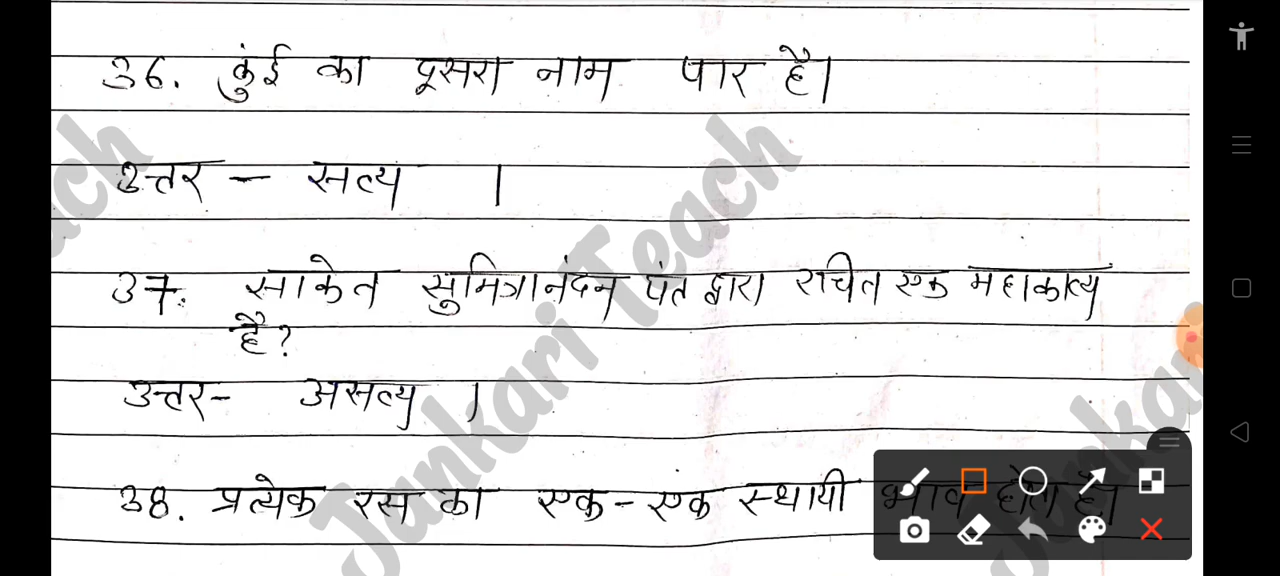 36. कुंई का दूसरा नाम पार है।
उत्तर – सत्य ।
37. साकेत सुमित्रानंदन पंत द्वारा रचित एक महाकाव्य
है?
उत्तर- असत्य ।
38. प्रत्येक रस का एक-एक स्थायी भाव होता है।
Jankari Teach